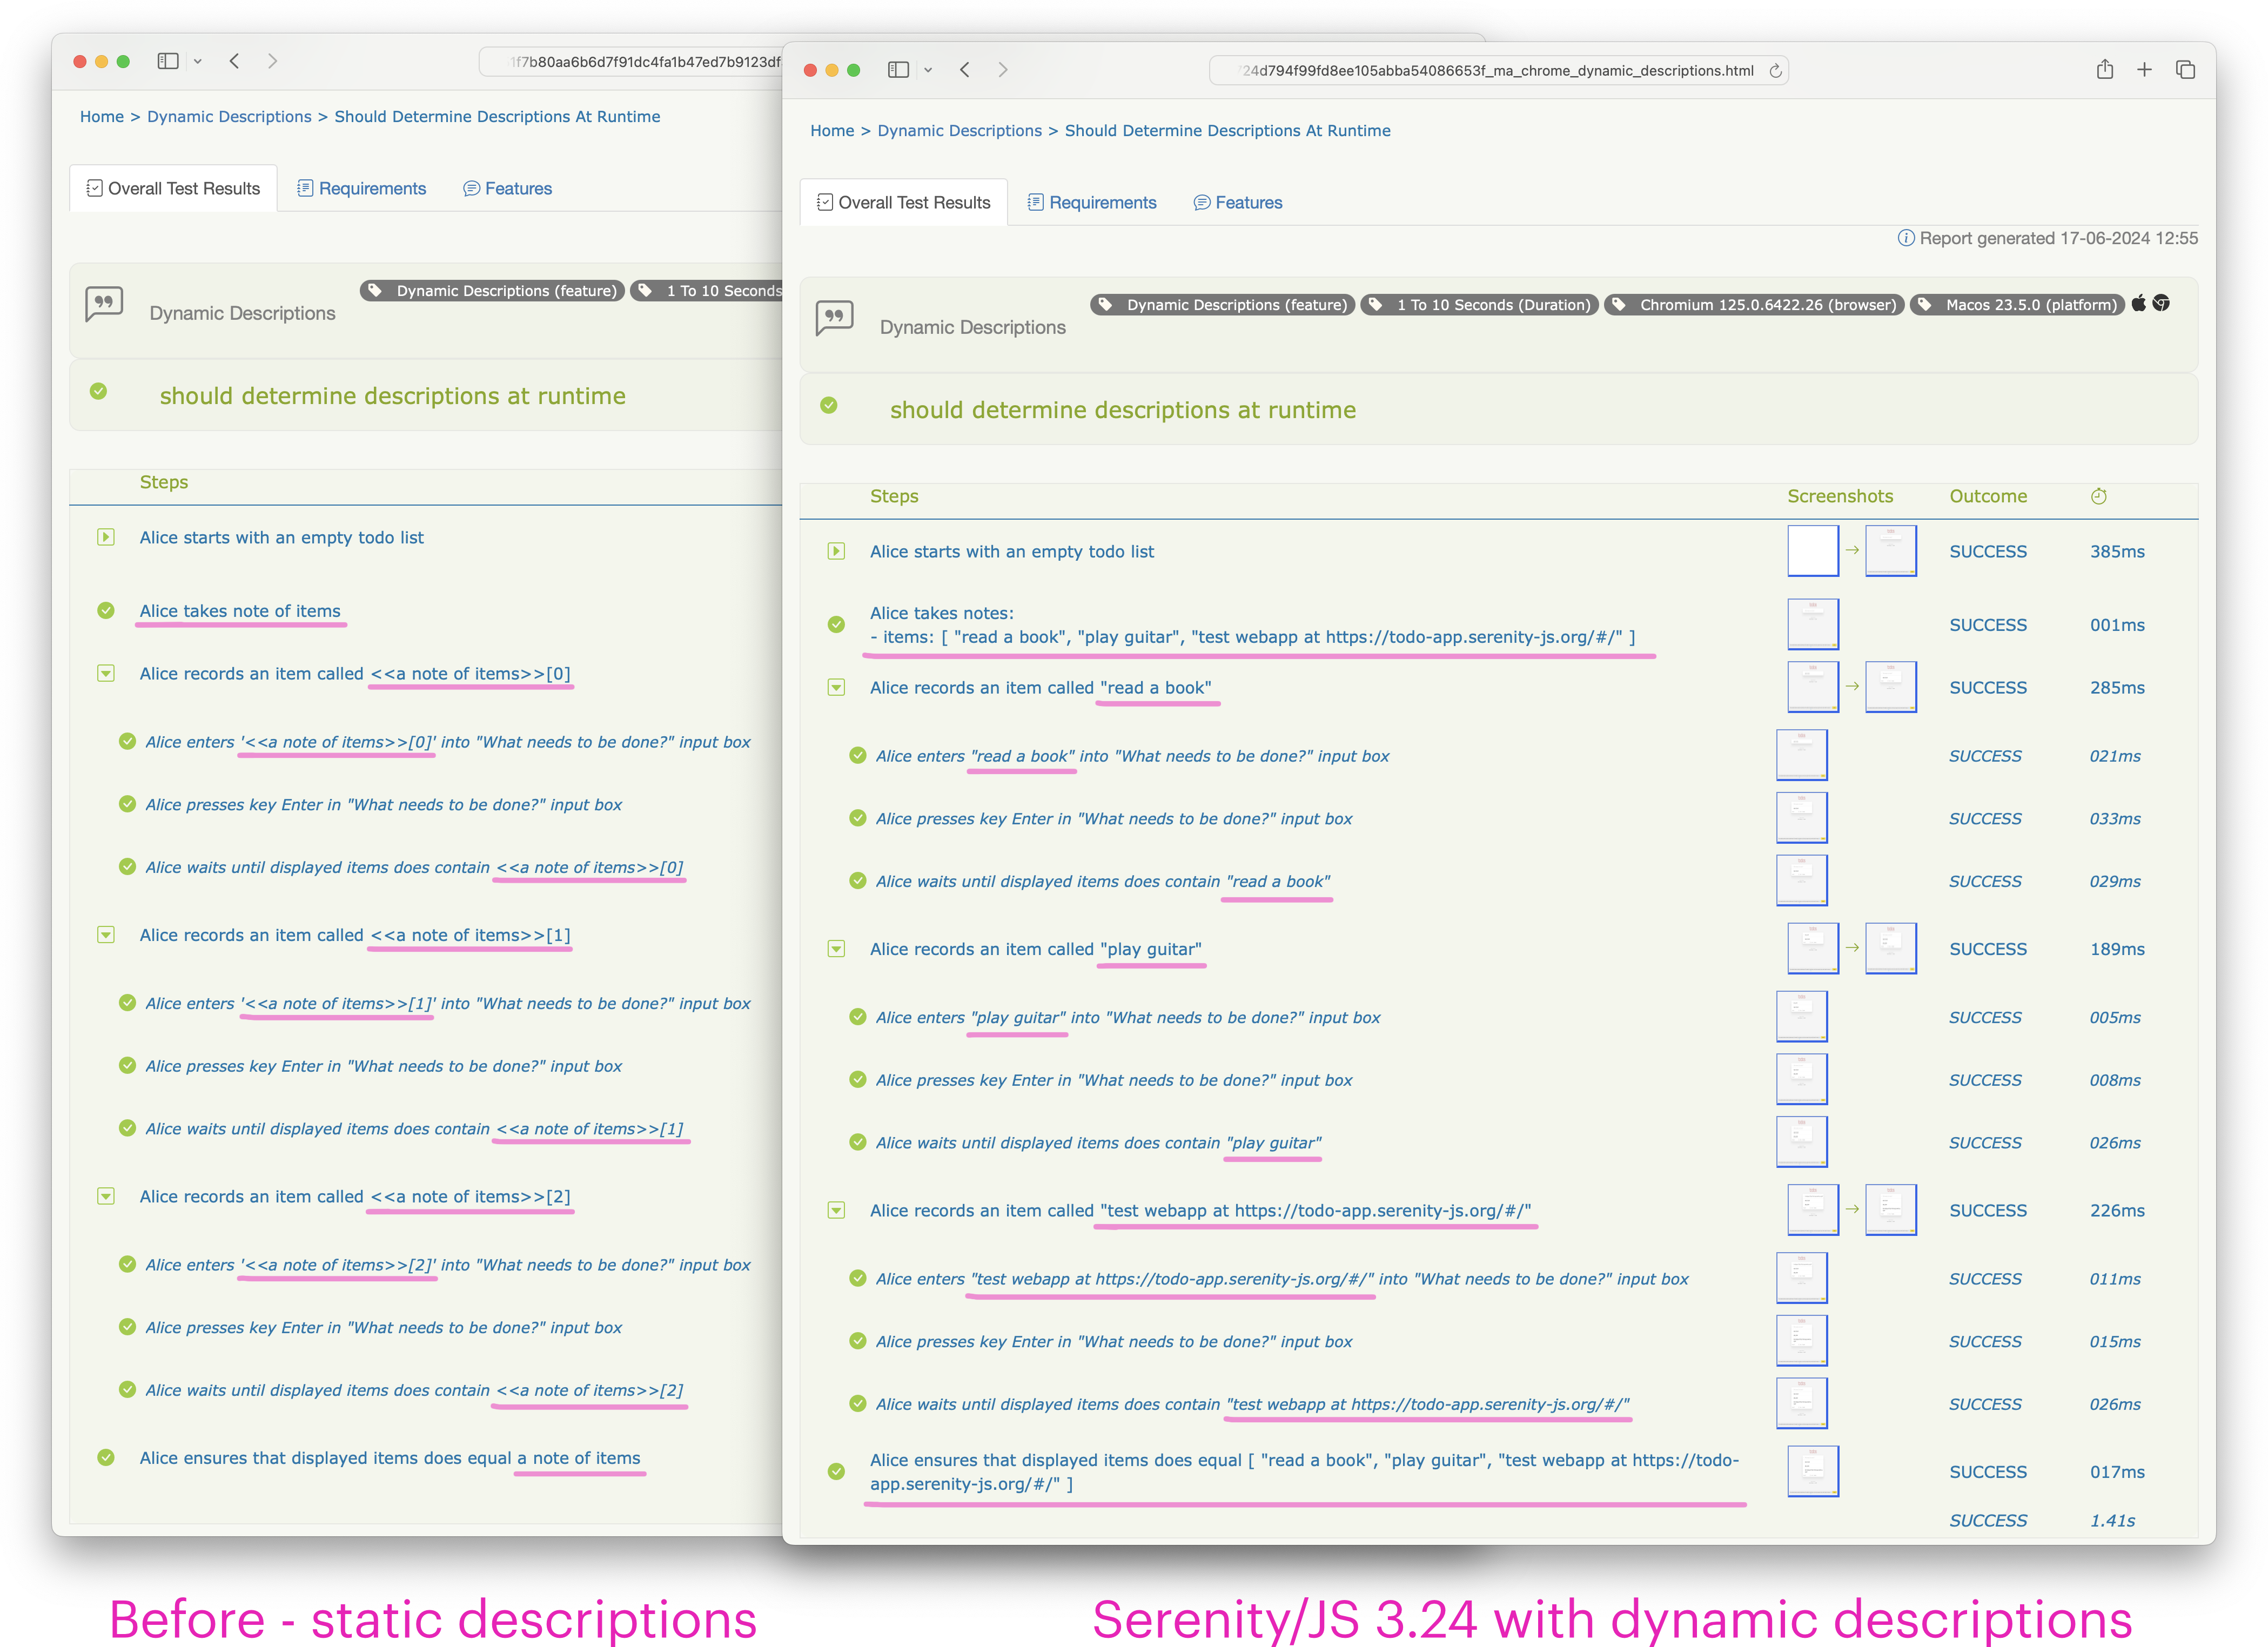 1f7b80aa6b6d7f91dc4fa1b47ed7b9123df
Home > Dynamic Descriptions > Should Determine Descriptions At Runtime
Overall Test Results Requirements Features
Dynamic Descriptions
Dynamic Descriptions (feature) 1 To 10 Seconds
should determine descriptions at runtime
Steps
Alice starts with an empty todo list
Alice takes note of items
Alice records an item called <<a note of items>>[0]
Alice enters '<<a note of items>>[0]' into "What needs to be done?" input box
Alice presses key Enter in "What needs to be done?" input box
Alice waits until displayed items does contain <<a note of items>>[0]
Alice records an item called <<a note of items>>[1]
Alice enters '<<a note of items>>[1]' into "What needs to be done?" input box
Alice presses key Enter in "What needs to be done?" input box
Alice waits until displayed items does contain <<a note of items>>[1]
Alice records an item called <<a note of items>>[2]
Alice enters '<<a note of items>>[2]' into "What needs to be done?" input box
Alice presses key Enter in "What needs to be done?" input box
Alice waits until displayed items does contain <<a note of items>>[2]
Alice ensures that displayed items does equal a note of items
Before - static descriptions
24d794f99fd8ee105abba54086653f_ma_chrome_dynamic_descriptions.html
Home > Dynamic Descriptions > Should Determine Descriptions At Runtime
Overall Test Results Requirements Features
Report generated 17-06-2024 12:55
Dynamic Descriptions
Dynamic Descriptions (feature) 1 To 10 Seconds (Duration) Chromium 125.0.6422.26 (browser) Macos 23.5.0 (platform)
should determine descriptions at runtime
Steps Screenshots Outcome
Alice starts with an empty todo list SUCCESS 385ms
Alice takes notes:
- items: [ "read a book", "play guitar", "test webapp at https://todo-app.serenity-js.org/#/" ] SUCCESS 001ms
Alice records an item called "read a book" SUCCESS 285ms
Alice enters "read a book" into "What needs to be done?" input box SUCCESS 021ms
Alice presses key Enter in "What needs to be done?" input box SUCCESS 033ms
Alice waits until displayed items does contain "read a book" SUCCESS 029ms
Alice records an item called "play guitar" SUCCESS 189ms
Alice enters "play guitar" into "What needs to be done?" input box SUCCESS 005ms
Alice presses key Enter in "What needs to be done?" input box SUCCESS 008ms
Alice waits until displayed items does contain "play guitar" SUCCESS 026ms
Alice records an item called "test webapp at https://todo-app.serenity-js.org/#/" SUCCESS 226ms
Alice enters "test webapp at https://todo-app.serenity-js.org/#/" into "What needs to be done?" input box SUCCESS 011ms
Alice presses key Enter in "What needs to be done?" input box SUCCESS 015ms
Alice waits until displayed items does contain "test webapp at https://todo-app.serenity-js.org/#/" SUCCESS 026ms
Alice ensures that displayed items does equal [ "read a book", "play guitar", "test webapp at https://todo-
app.serenity-js.org/#/" ] SUCCESS 017ms
SUCCESS 1.41s
Serenity/JS 3.24 with dynamic descriptions